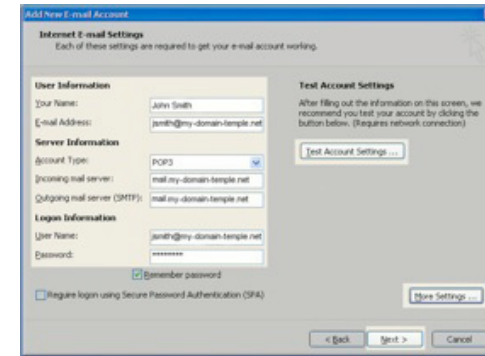 Add New E-mail Account
Internet E-mail Settings
Each of these settings are required to get your e-mail account working.
User Information
Your Name: John Smith
E-mail Address: jsmith@my-domain-temple.net
Server Information
Account Type: POP3
Incoming mail server: mail.my-domain-temple.net
Outgoing mail server (SMTP): mail.my-domain-temple.net
Logon Information
User Name: jsmith@my-domain-temple.net
Password: ********
Remember password
Require logon using Secure Password Authentication (SPA)
Test Account Settings
After filling out the information on this screen, we
recommend you test your account by clicking the
button below. (Requires network connection)
Test Account Settings ...
More Settings ...
< Back
Next >
Cancel